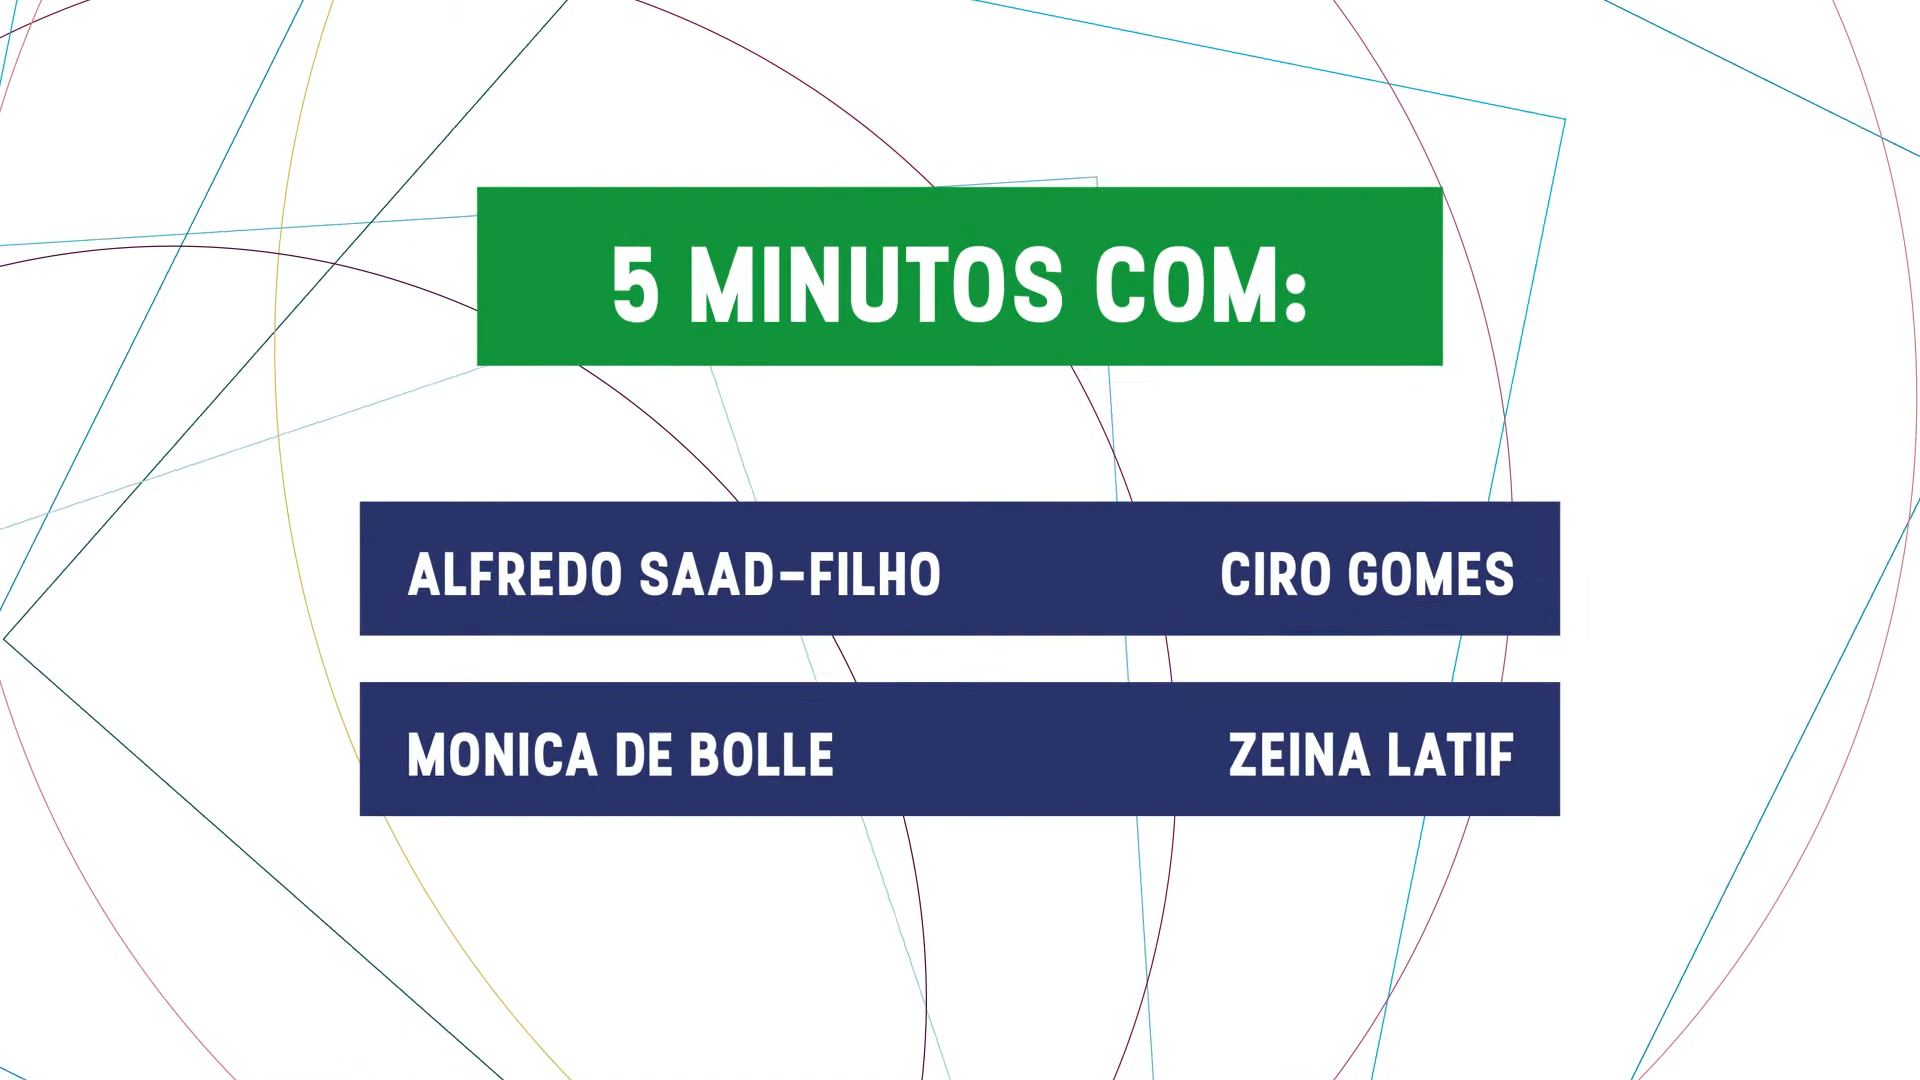 5 MINUTOS COM:
ALFREDO SAAD-FILHO CIRO GOMES
MONICA DE BOLLE ZEINA LATIF